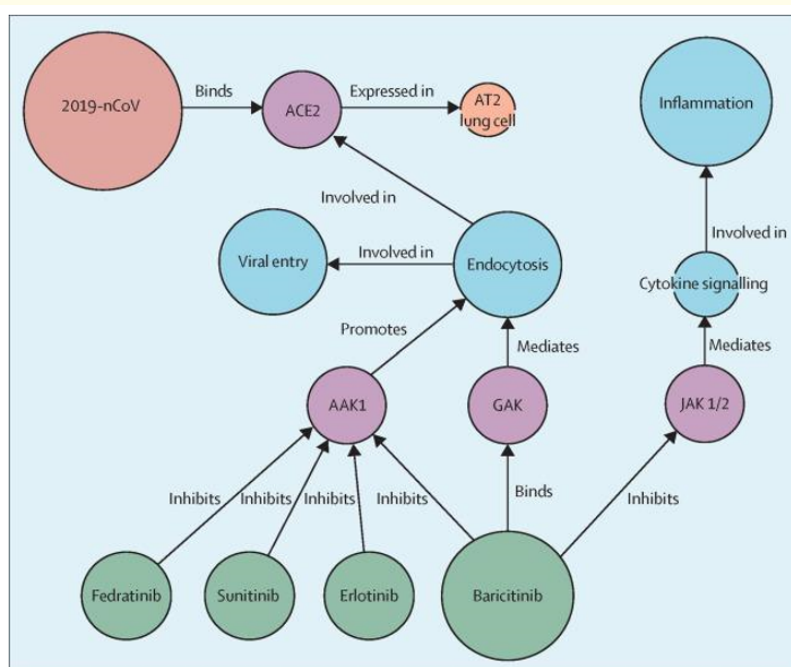 2019-nCoV
Binds
ACE2
Expressed in
AT2
lung cell
Inflammation
Involved in
Involved in
Viral entry
Involved in
Endocytosis
Cytokine signalling
Promotes
Mediates
Mediates
AAK1
GAK
JAK 1/2
Inhibits
Inhibits
Inhibits
Inhibits
Binds
Inhibits
Fedratinib
Sunitinib
Erlotinib
Baricitinib